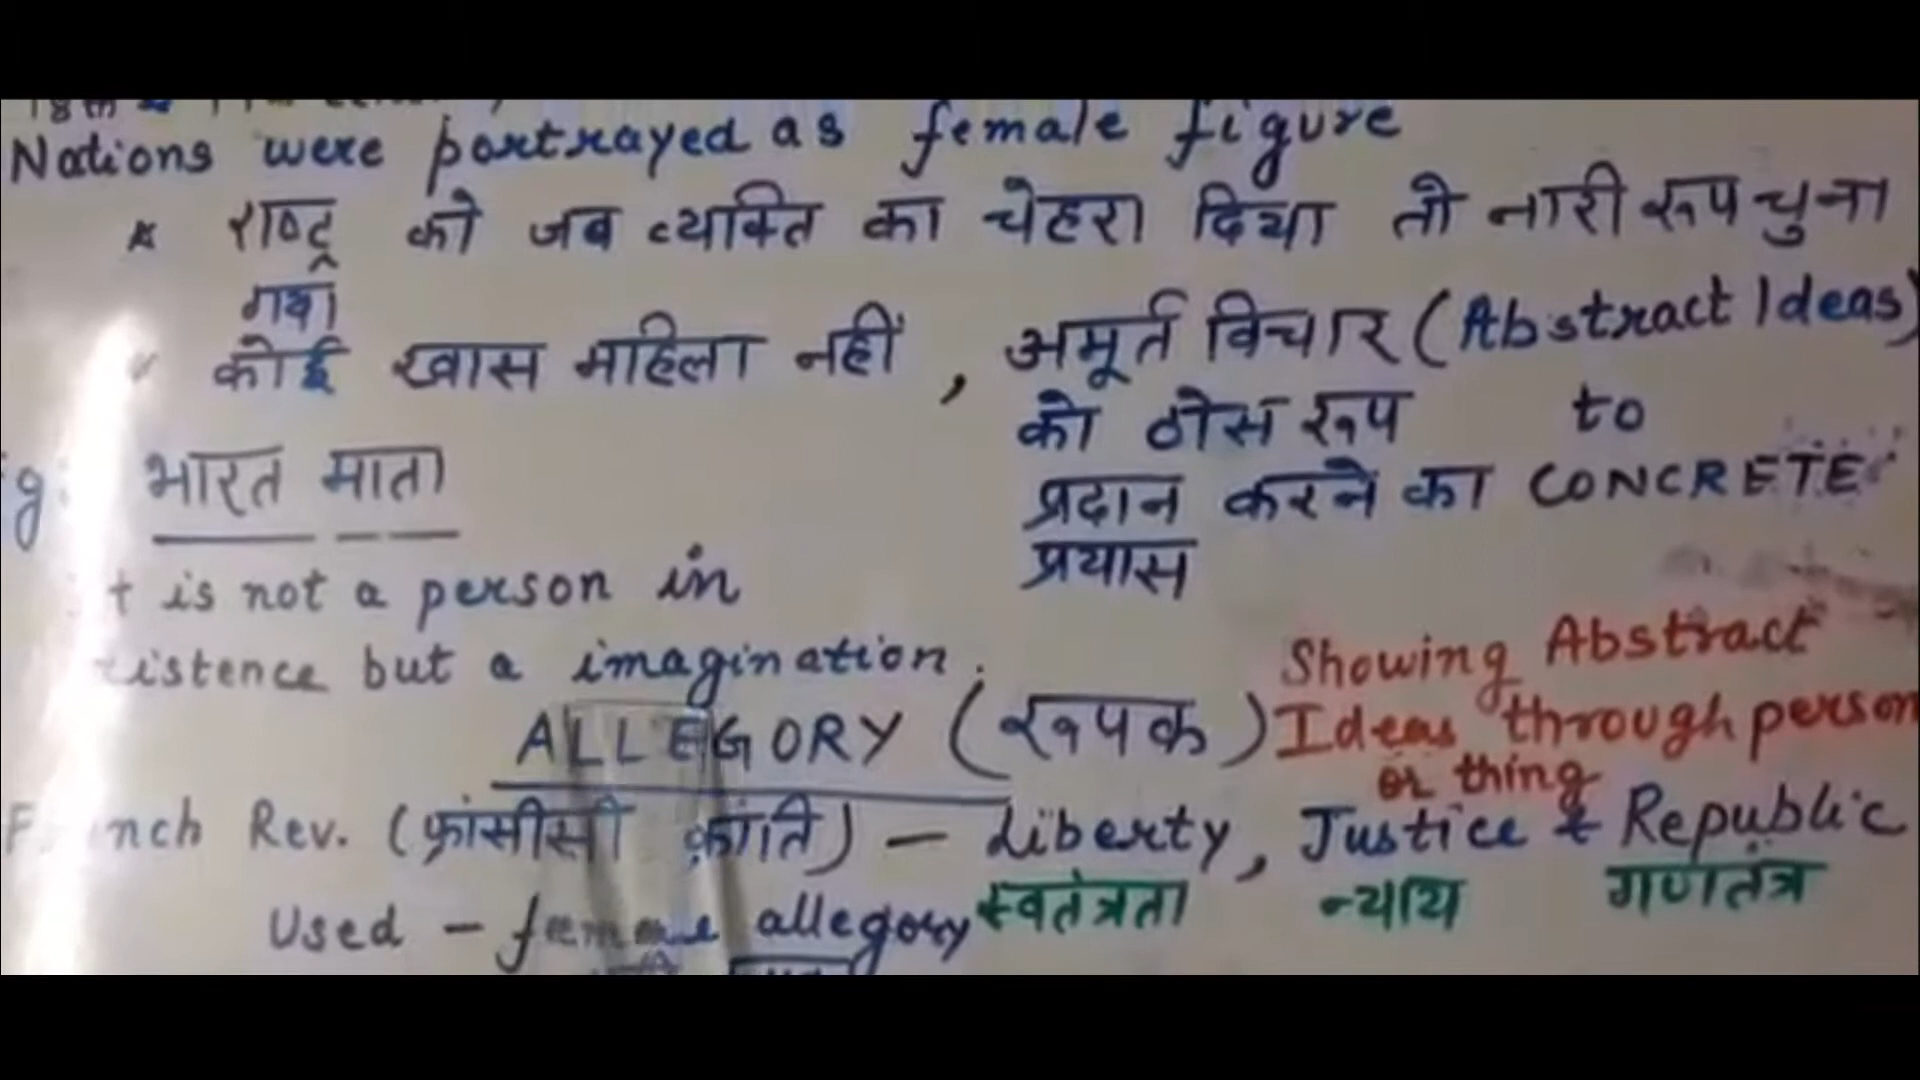 Nations were portrayed as female figure
* राष्ट्र को जब व्यक्ति का चेहरा दिया तो नारी रूप चुना
गया
कोई खास महिला नहीं , अमूर्त विचार (Abstract Ideas)
को ठोस रूप to
प्रदान करने का CONCRETE
प्रयास
भारत माता
is not a person in
but a imagination.
ALLEGORY (रूपक)
Showing Abstract
Ideas through person
or thing
Rev. (फ्रांसीसी क्रांति) - Liberty, Justice & Republic
स्वतंत्रता न्याय गणतंत्र
Used - female allegory